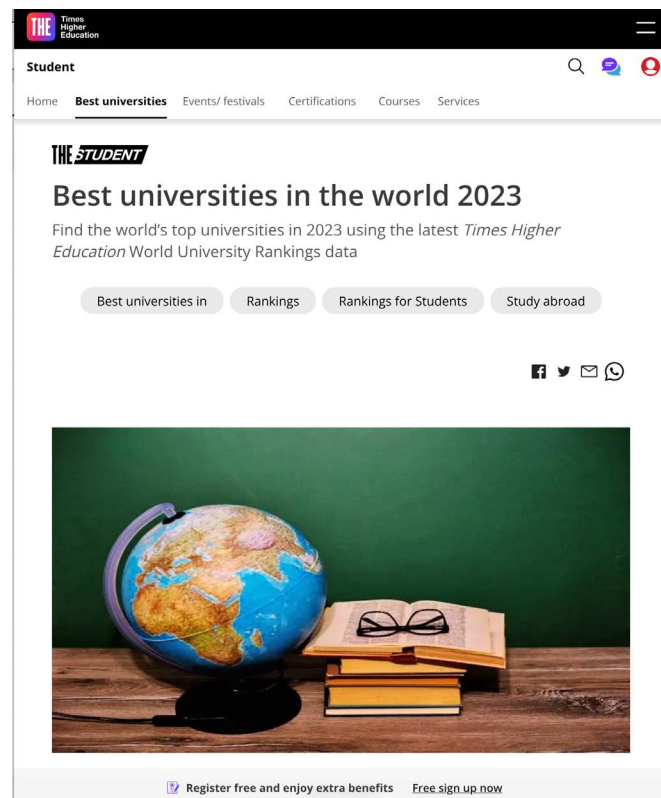 THE
Times
Higher
Education
Student
Home Best universities Events/ festivals Certifications Courses Services
THE STUDENT
Best universities in the world 2023
Find the world's top universities in 2023 using the latest Times Higher
Education World University Rankings data
Best universities in Rankings Rankings for Students Study abroad
Register free and enjoy extra benefits Free sign up now